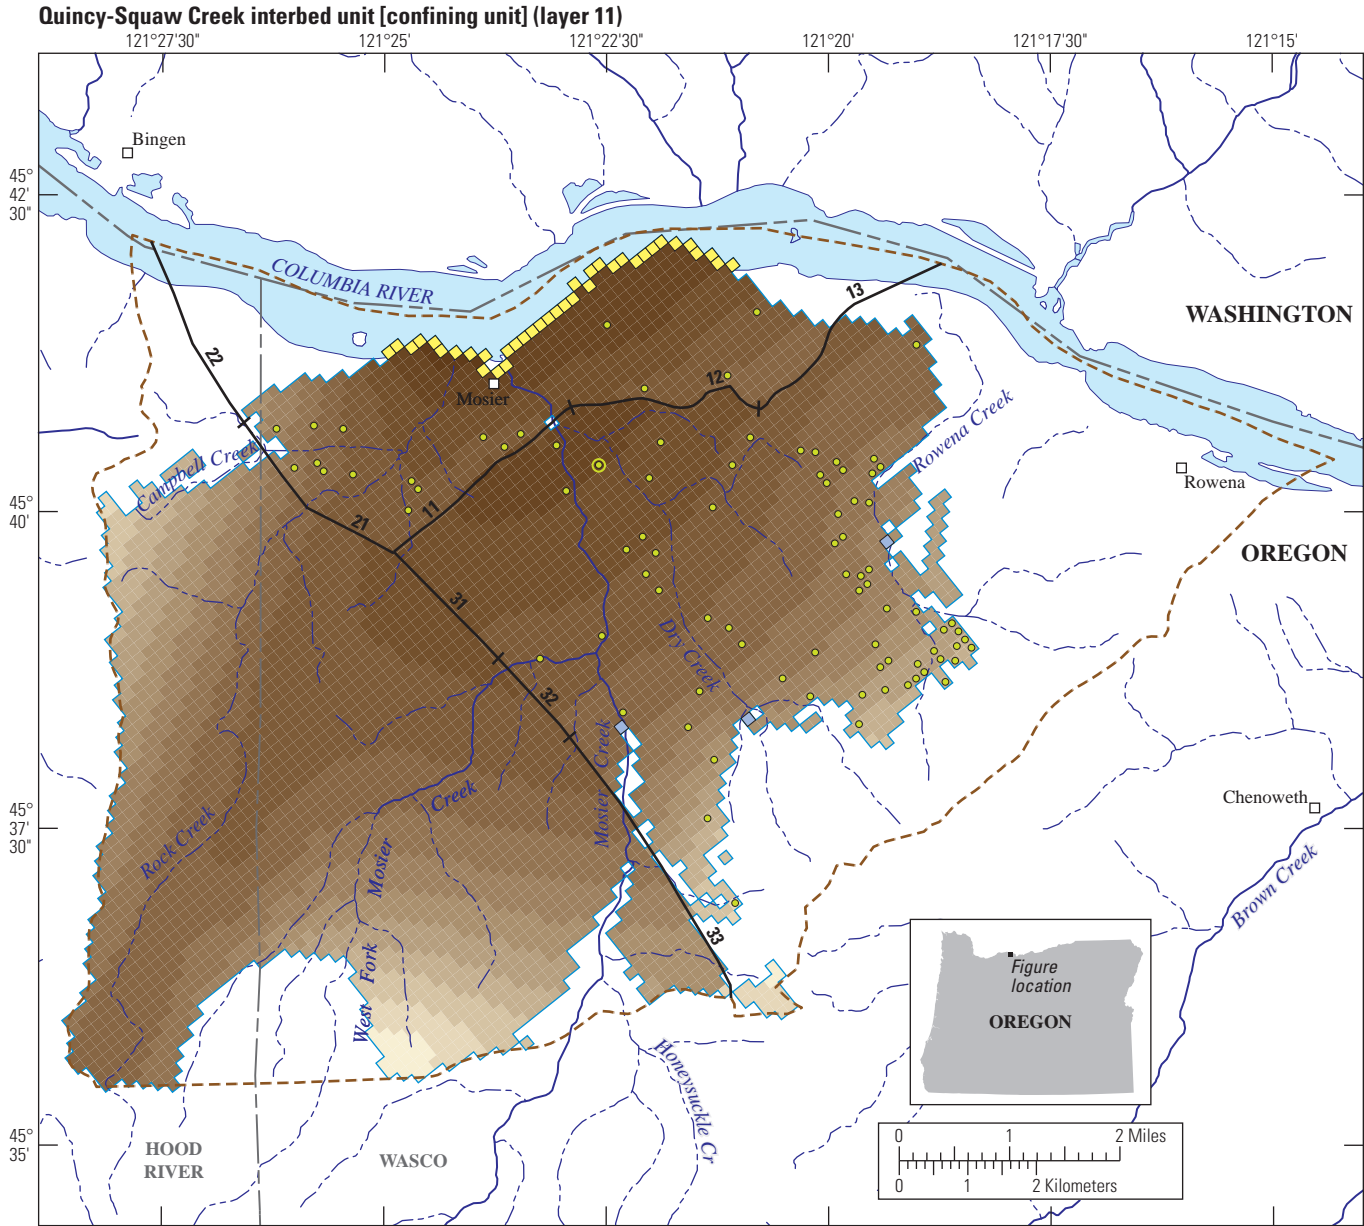 Quincy-Squaw Creek interbed unit [confining unit] (layer 11)
121°27'30"
121°25'
121°22'30"
121°20'
121°17'30"
121°15'
Bingen
45°
42'
30"
COLUMBIA RIVER
13
WASHINGTON
22
12
Mosier
Campbell Creek
Rowena Creek
Rowena
45°
40'
21
11
OREGON
31
Dry Creek
32
Mosier Creek
Creek
Chenoweth
45°
37'
30"
Rock Creek
Mosier
Brown Creek
33
West Fork
Figure
location
OREGON
Honeysuckle Cr
45°
35'
HOOD
RIVER
WASCO
0 1 2 Miles
0 1 2 Kilometers